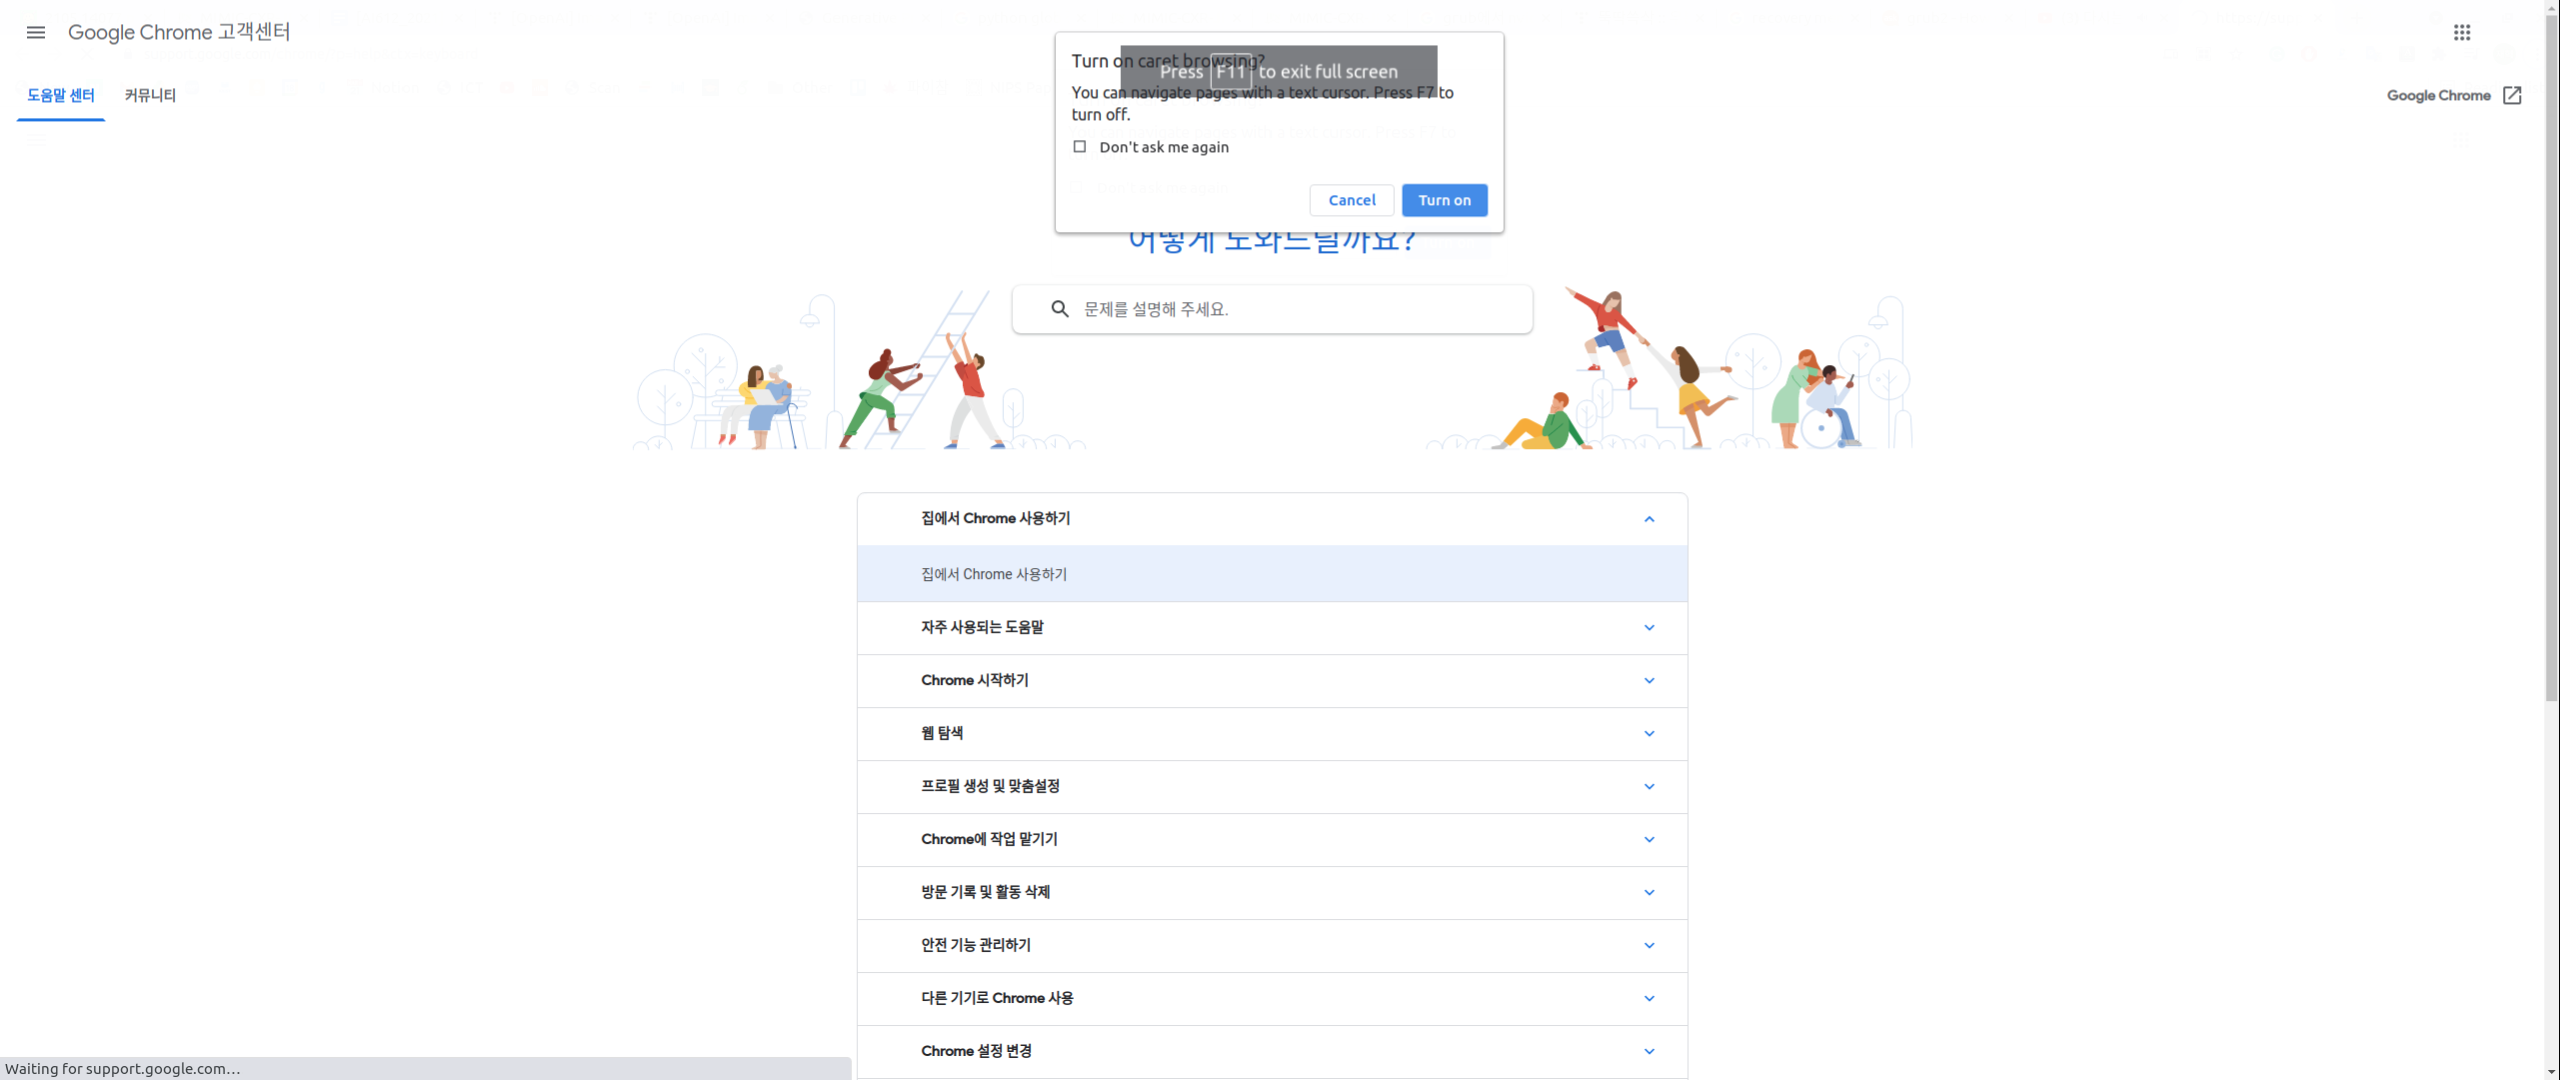 Google Chrome 고객센터
도움말 센터 커뮤니티
Google Chrome
Turn on caret browsing?
Press F11 to exit full screen
You can navigate pages with a text cursor. Press F7 to
turn off.
Don't ask me again
Cancel Turn on
어떻게 도와드릴까요?
문제를 설명해 주세요.
집에서 Chrome 사용하기
집에서 Chrome 사용하기
자주 사용되는 도움말
Chrome 시작하기
웹 탐색
프로필 생성 및 맞춤설정
Chrome에 작업 맡기기
방문 기록 및 활동 삭제
안전 기능 관리하기
다른 기기로 Chrome 사용
Chrome 설정 변경
Waiting for support.google.com…